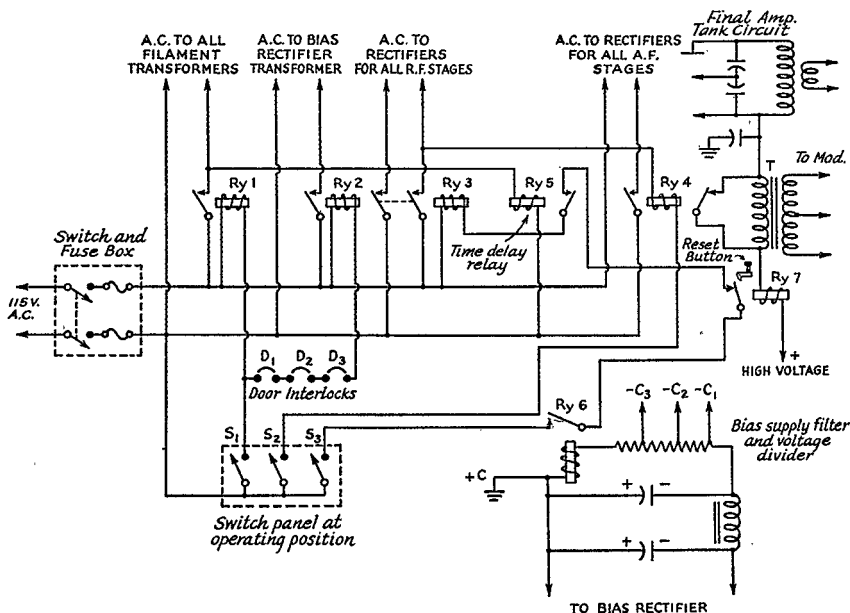 Final Amp.
Tank Circuit
A.C. TO ALL
FILAMENT
TRANSFORMERS
A.C. TO BIAS
RECTIFIER
TRANSFORMER
A.C. TO
RECTIFIERS
FOR ALL R.F. STAGES
A.C. TO RECTIFIERS
FOR ALL A.F.
STAGES
T
To Mod.
Ry 1
Ry 2
Ry 3
Ry 5
Ry 4
Time delay
relay
Reset
Button
Ry 7
Switch and
Fuse Box
115 V.
A.C.
+
HIGH VOLTAGE
D1
D2
D3
Door Interlocks
Ry 6
-C3
-C2
-C1
Bias supply filter
and voltage
divider
S1
S2
S3
+C
Switch panel at
operating position
+
-
+
-
TO BIAS RECTIFIER